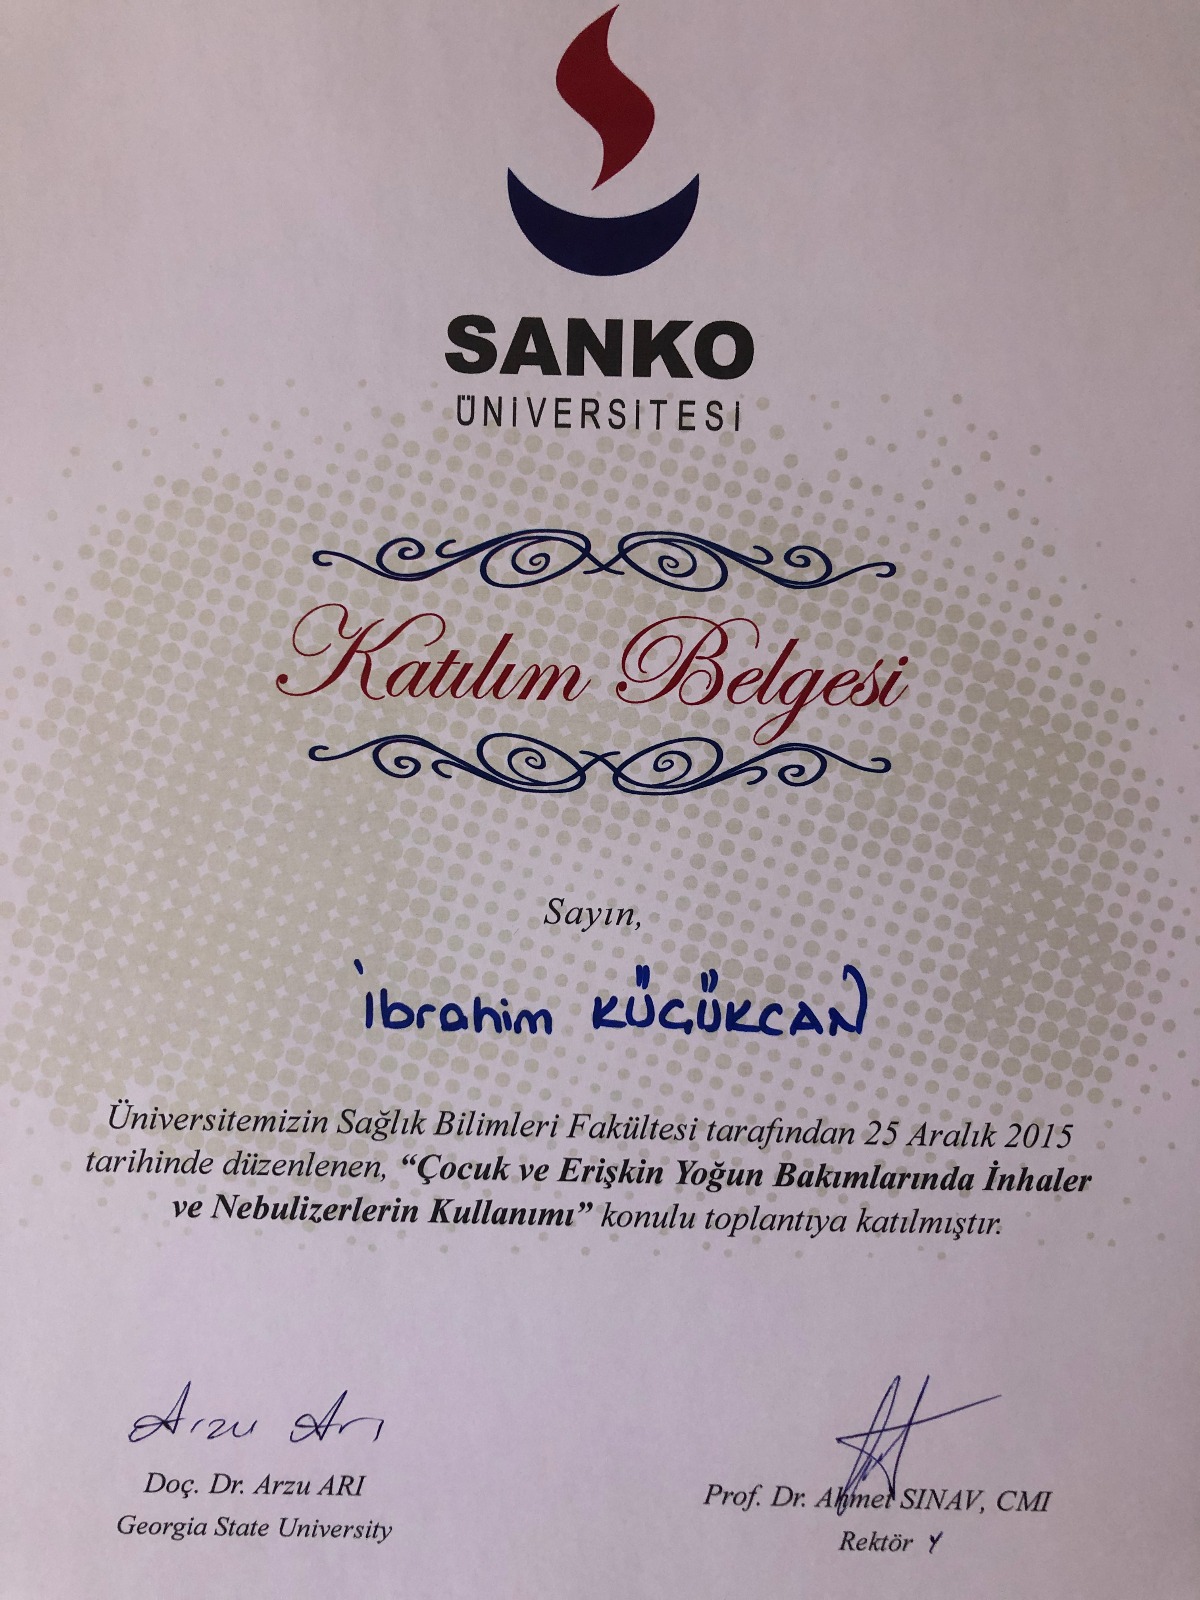 SANKO
ÜNİVERSİTESİ
Katılım Belgesi
Sayın,
İbrahim KÜÇÜKCAN
Üniversitemizin Sağlık Bilimleri Fakültesi tarafından 25 Aralık 2015
tarihinde düzenlenen, “Çocuk ve Erişkin Yoğun Bakımlarında İnhaler
ve Nebulizerlerin Kullanımı” konulu toplantıya katılmıştır.
Arzu Arı
Doç. Dr. Arzu ARI
Georgia State University
Prof. Dr. Ahmet SINAV, CMI
Rektör Y